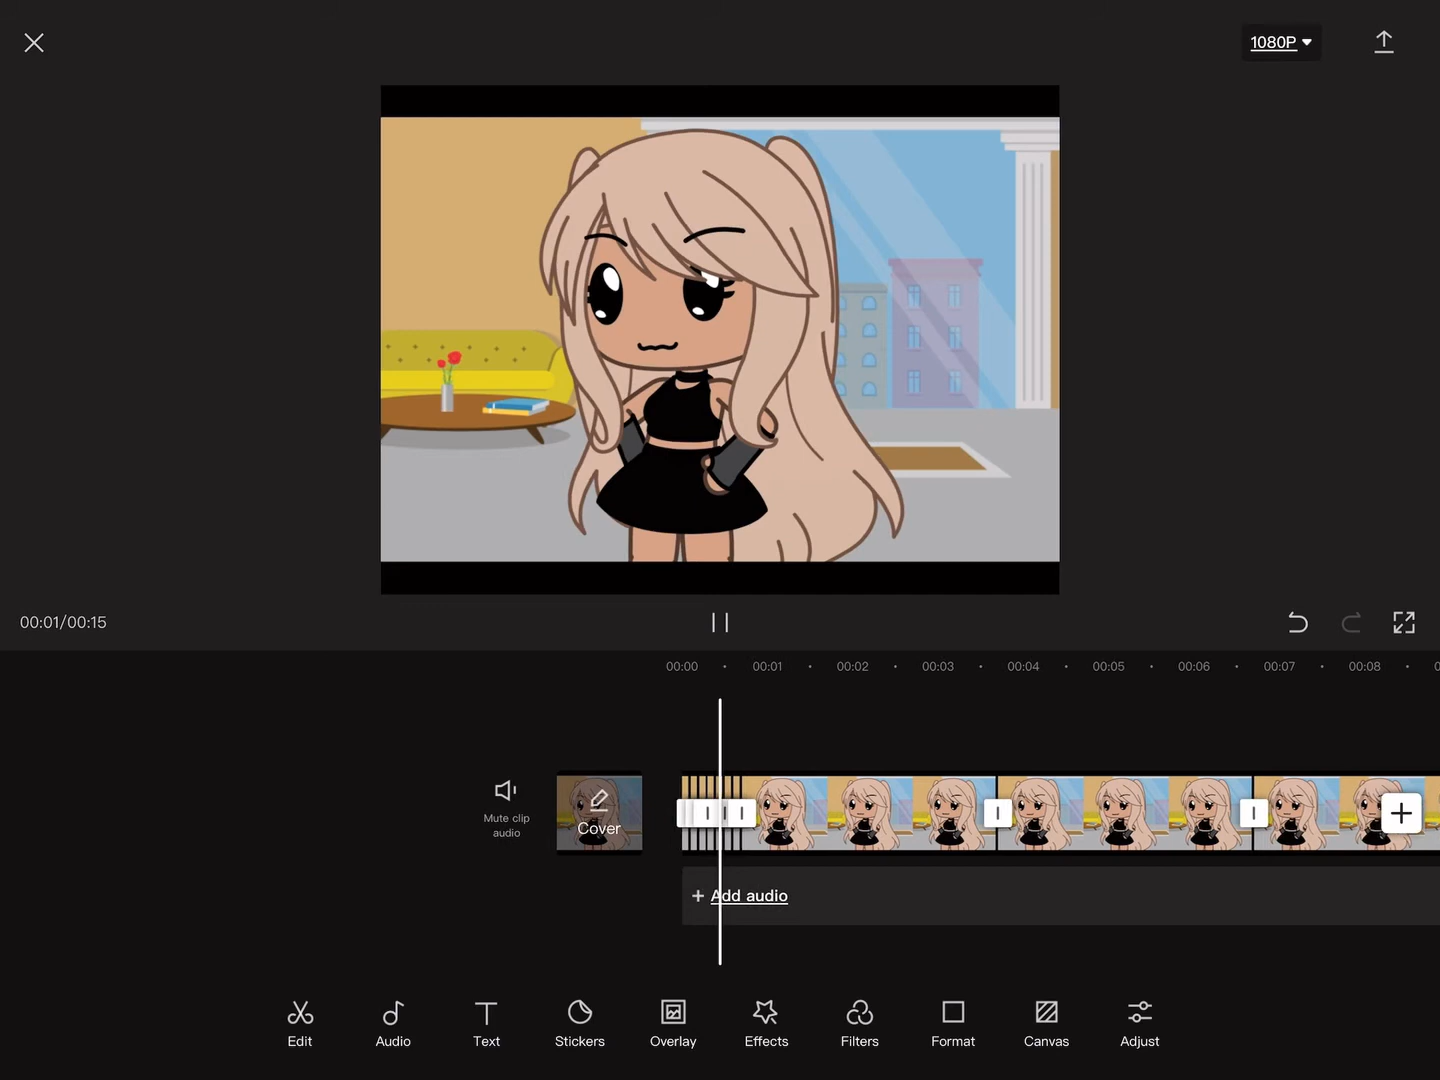 1080P
00:01/00:15
00:00
00:01
00:02
00:03
00:04
00:05
00:06
00:07
00:08
Mute clip
audio
Cover
+ Add audio
Edit
Audio
Text
Stickers
Overlay
Effects
Filters
Format
Canvas
Adjust